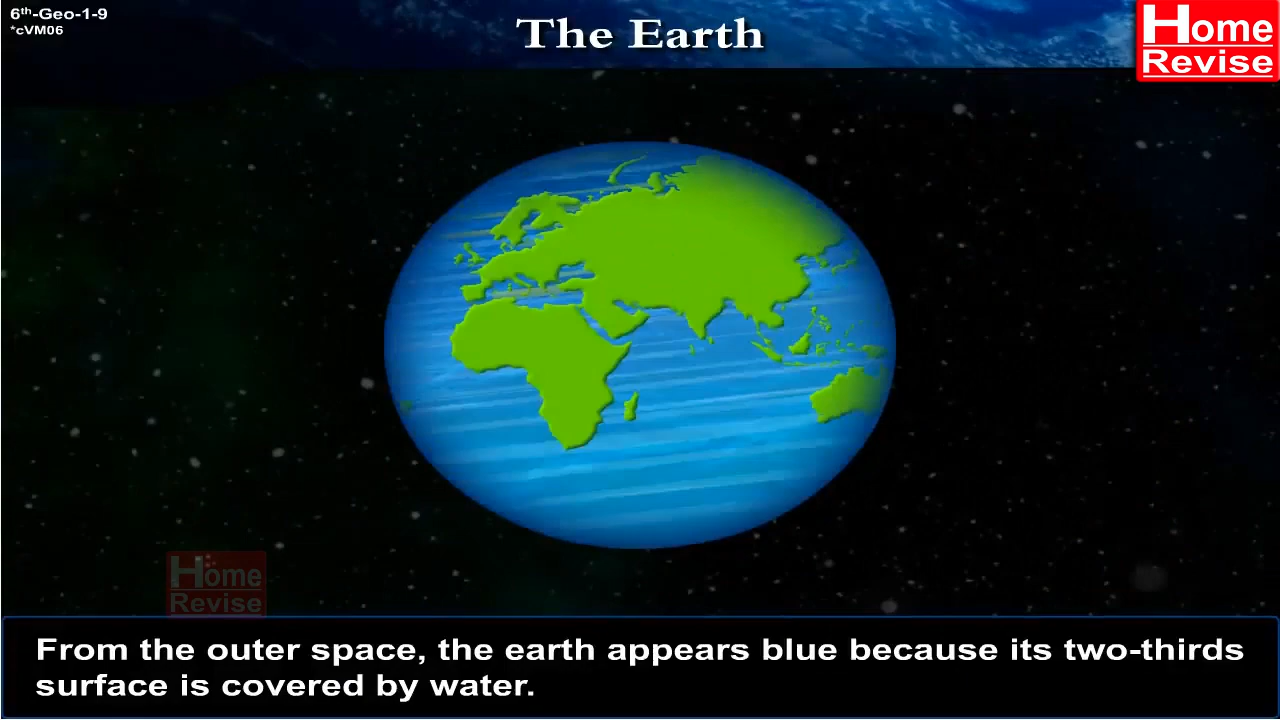 6th-Geo-1-9
*cVM06
The Earth
Home
Revise
Home
Revise
From the outer space, the earth appears blue because its two-thirds
surface is covered by water.